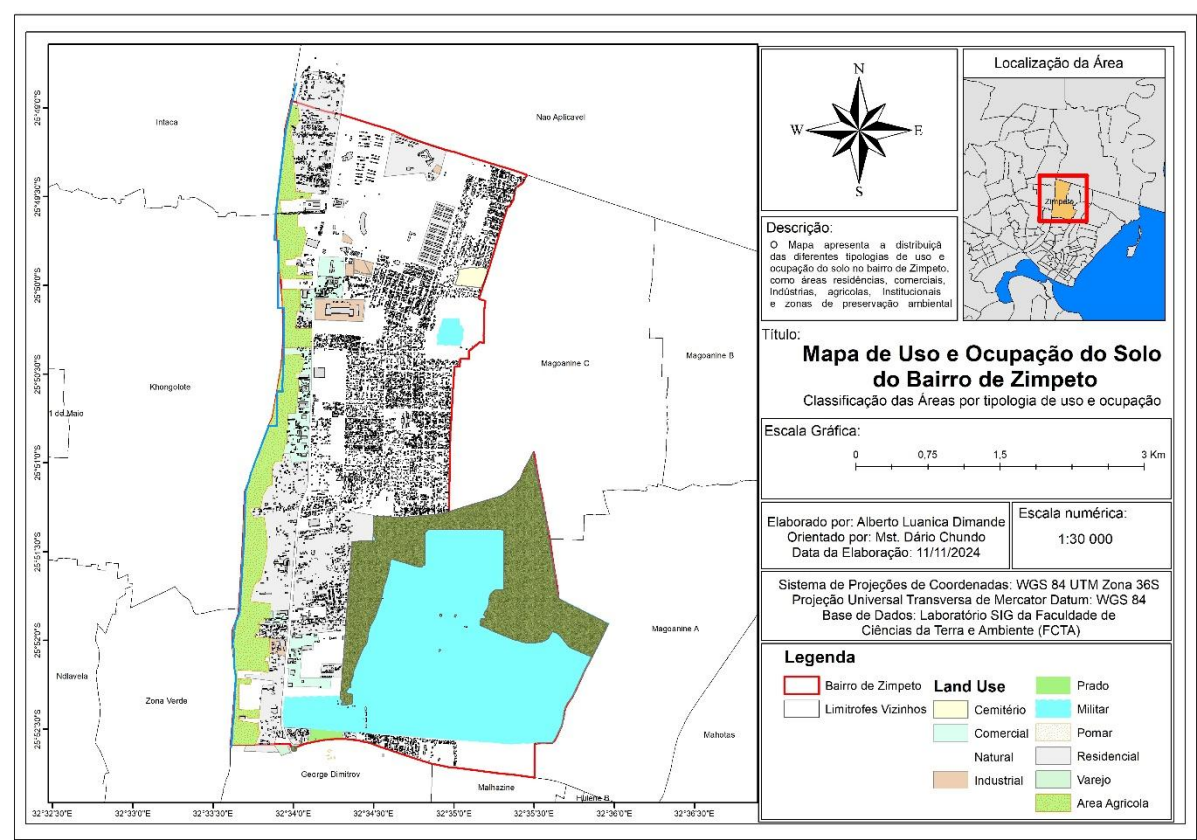 Intaca
Nao Aplicavel
Khongolote
1 de Maio
Magoanine C
Magoanine B
Magoanine A
Ndlavela
Zona Verde
Mahotas
George Dimitrov
Malhazine
Hulene B
25°49'0"S
25°49'30"S
25°50'0"S
25°50'30"S
25°51'0"S
25°51'30"S
25°52'0"S
25°52'30"S
32°32'30"E
32°33'0"E
32°33'30"E
32°34'0"E
32°34'30"E
32°35'0"E
32°35'30"E
32°36'0"E
32°36'30"E
N
W
E
S
Localização da Área
Zimpeto
Descrição:
O Mapa apresenta a distribuiçã
das diferentes tipologias de uso e
ocupação do solo no bairro de Zimpeto,
como áreas residências, comerciais,
Indústrias, agricolas, Institucionais
e zonas de preservação ambiental
Título:
Mapa de Uso e Ocupação do Solo
do Bairro de Zimpeto
Classificação das Áreas por tipologia de uso e ocupação
Escala Gráfica:
0 0,75 1,5 3 Km
Elaborado por: Alberto Luanica Dimande
Orientado por: Mst. Dário Chundo
Data da Elaboração: 11/11/2024
Escala numérica:
1:30 000
Sistema de Projeções de Coordenadas: WGS 84 UTM Zona 36S
Projeção Universal Transversa de Mercator Datum: WGS 84
Base de Dados: Laboratório SIG da Faculdade de
Ciências da Terra e Ambiente (FCTA)
Legenda
Bairro de Zimpeto
Limitrofes Vizinhos
Land Use
Cemitério
Comercial
Natural
Industrial
Prado
Militar
Pomar
Residencial
Varejo
Area Agricola